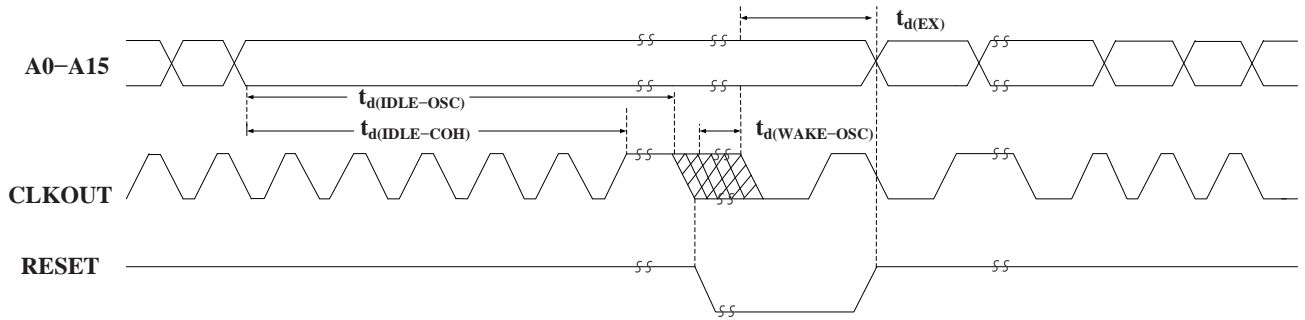 t_d(EX)
A0−A15
t_d(IDLE−OSC)
t_d(IDLE−COH)
t_d(WAKE−OSC)
CLKOUT
RESET